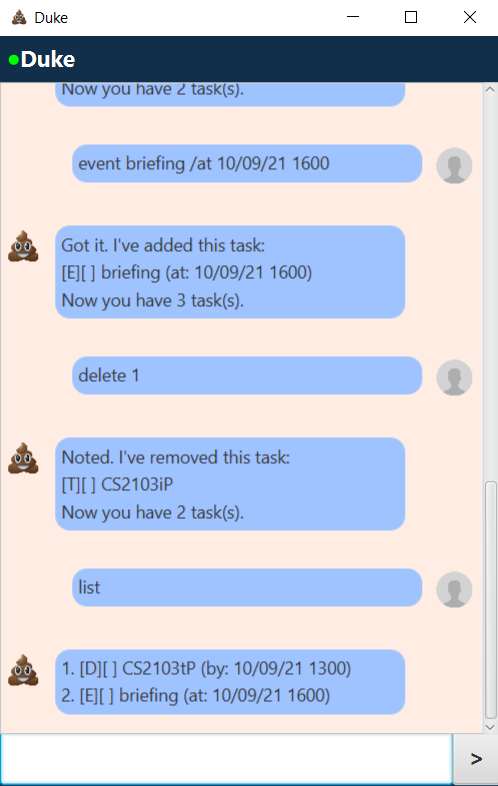 Duke
Duke
Now you have 2 task(s).
event briefing /at 10/09/21 1600
Got it. I've added this task:
[E][ ] briefing (at: 10/09/21 1600)
Now you have 3 task(s).
delete 1
Noted. I've removed this task:
[T][ ] CS2103iP
Now you have 2 task(s).
list
1. [D][ ] CS2103tP (by: 10/09/21 1300)
2. [E][ ] briefing (at: 10/09/21 1600)
>